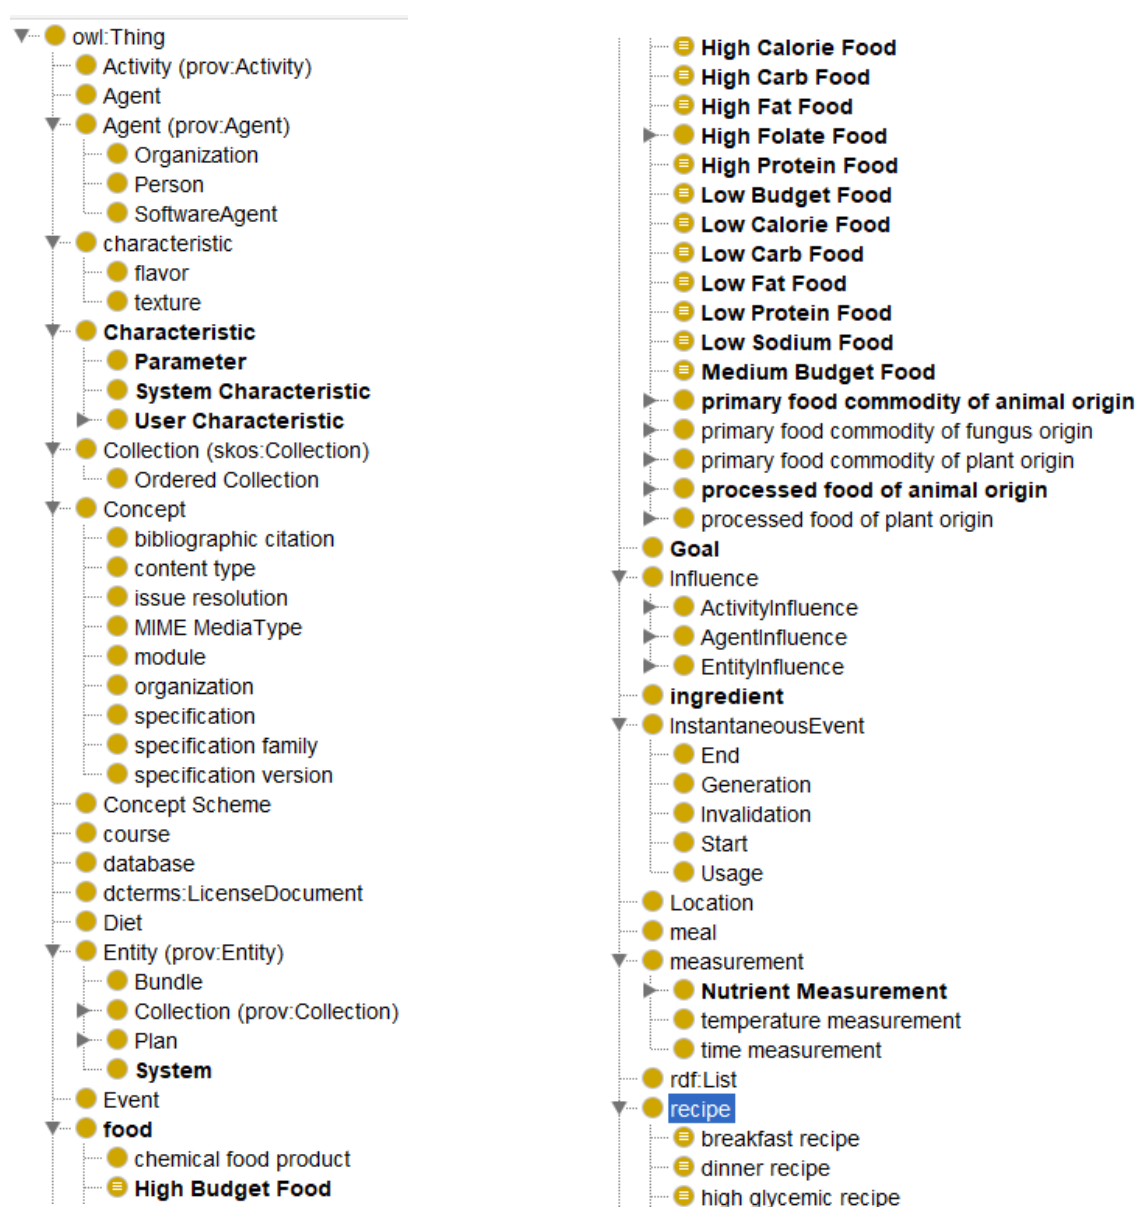 owl:Thing
Activity (prov:Activity)
Agent
Agent (prov:Agent)
Organization
Person
SoftwareAgent
characteristic
flavor
texture
Characteristic
Parameter
System Characteristic
User Characteristic
Collection (skos:Collection)
Ordered Collection
Concept
bibliographic citation
content type
issue resolution
MIME MediaType
module
organization
specification
specification family
specification version
Concept Scheme
course
database
dcterms:LicenseDocument
Diet
Entity (prov:Entity)
Bundle
Collection (prov:Collection)
Plan
System
Event
food
chemical food product
High Budget Food
High Calorie Food
High Carb Food
High Fat Food
High Folate Food
High Protein Food
Low Budget Food
Low Calorie Food
Low Carb Food
Low Fat Food
Low Protein Food
Low Sodium Food
Medium Budget Food
primary food commodity of animal origin
primary food commodity of fungus origin
primary food commodity of plant origin
processed food of animal origin
processed food of plant origin
Goal
Influence
ActivityInfluence
AgentInfluence
EntityInfluence
ingredient
InstantaneousEvent
End
Generation
Invalidation
Start
Usage
Location
meal
measurement
Nutrient Measurement
temperature measurement
time measurement
rdf:List
recipe
breakfast recipe
dinner recipe
high glycemic recipe